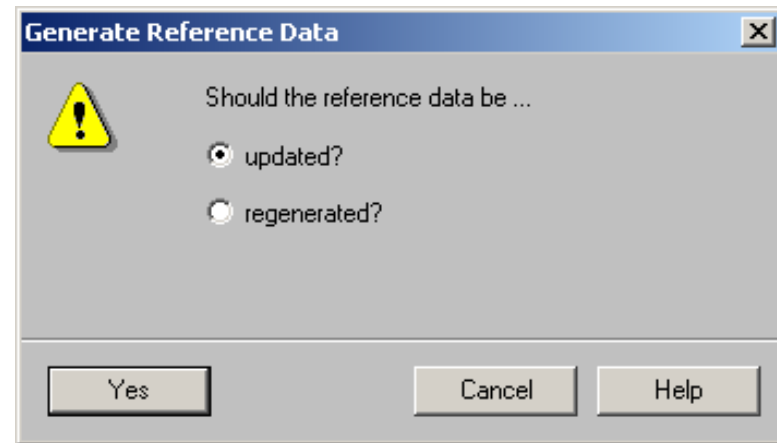 Generate Reference Data
Should the reference data be ...
updated?
regenerated?
Yes Cancel Help